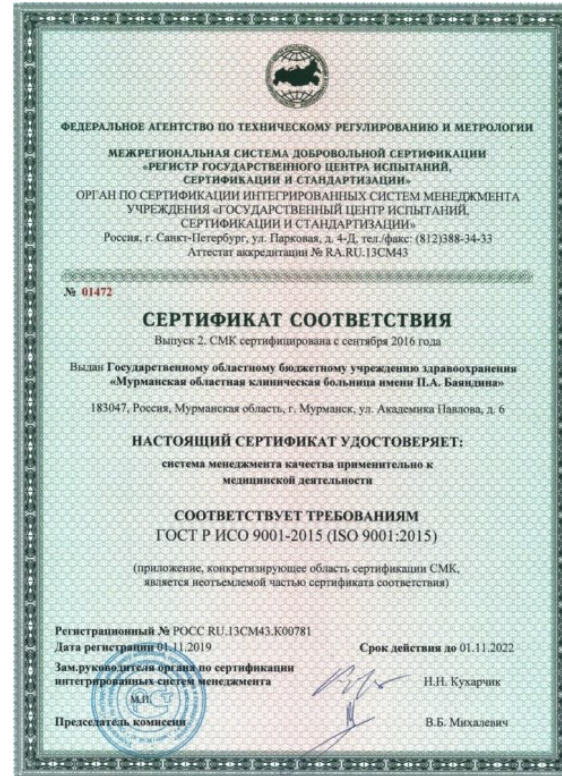 ФЕДЕРАЛЬНОЕ АГЕНТСТВО ПО ТЕХНИЧЕСКОМУ РЕГУЛИРОВАНИЮ И МЕТРОЛОГИИ
МЕЖРЕГИОНАЛЬНАЯ СИСТЕМА ДОБРОВОЛЬНОЙ СЕРТИФИКАЦИИ
«РЕГИСТР ГОСУДАРСТВЕННОГО ЦЕНТРА ИСПЫТАНИЙ,
СЕРТИФИКАЦИИ И СТАНДАРТИЗАЦИИ»
ОРГАН ПО СЕРТИФИКАЦИИ ИНТЕГРИРОВАННЫХ СИСТЕМ МЕНЕДЖМЕНТА
УЧРЕЖДЕНИЯ «ГОСУДАРСТВЕННЫЙ ЦЕНТР ИСПЫТАНИЙ,
СЕРТИФИКАЦИИ И СТАНДАРТИЗАЦИИ»
Россия, г. Санкт-Петербург, ул. Парковая, д. 4-Д, тел./факс: (812)388-34-33
Аттестат аккредитации № RA.RU.13СМ43
№ 01472
СЕРТИФИКАТ СООТВЕТСТВИЯ
Выпуск 2. СМК сертифицирована с сентября 2016 года
Выдан Государственному областному бюджетному учреждению здравоохранения
«Мурманская областная клиническая больница имени П.А. Баяндина»
183047, Россия, Мурманская область, г. Мурманск, ул. Академика Павлова, д. 6
НАСТОЯЩИЙ СЕРТИФИКАТ УДОСТОВЕРЯЕТ:
система менеджмента качества применительно к
медицинской деятельности
СООТВЕТСТВУЕТ ТРЕБОВАНИЯМ
ГОСТ Р ИСО 9001-2015 (ISO 9001:2015)
(приложение, конкретизирующее область сертификации СМК,
является неотъемлемой частью сертификата соответствия)
Регистрационный № РОСС RU.13СМ43.К00781
Дата регистрации 01.11.2019 Срок действия до 01.11.2022
Зам.руководителя органа по сертификации
интегрированных систем менеджмента Н.Н. Кухарчик
М.П.
Председатель комиссии В.Б. Михалевич